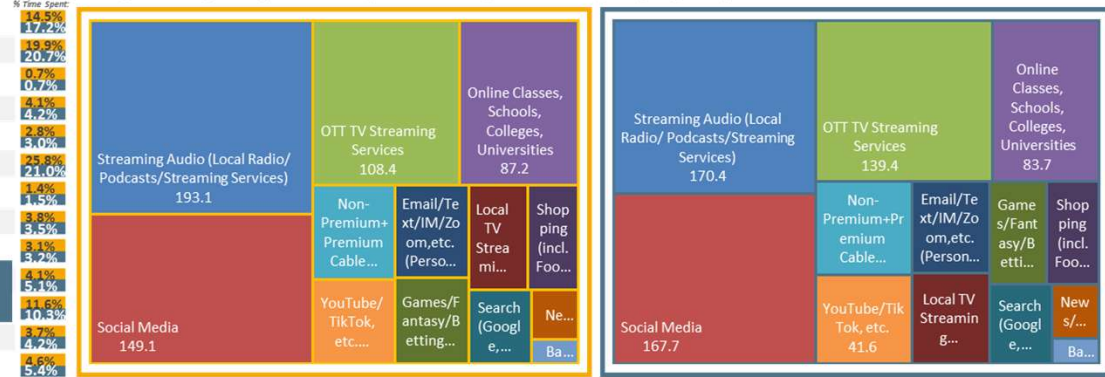 % Time Spent:
14.5%
17.2%
19.9%
20.7%
0.7%
0.7%
4.1%
4.2%
2.8%
3.0%
25.8%
21.0%
1.4%
1.5%
3.8%
3.5%
3.1%
3.2%
4.1%
5.1%
11.6%
10.3%
3.7%
4.2%
4.6%
5.4%
Streaming Audio (Local Radio/
Podcasts/Streaming Services)
193.1
Social Media
149.1
OTT TV Streaming
Services
108.4
Online Classes,
Schools,
Colleges,
Universities
87.2
Non-
Premium+
Premium
Cable...
Email/Te
xt/IM/Zo
om,etc.
(Perso...
Local
TV
Strea
mi...
Shop
ping
(incl.
Foo...
YouTube/
TikTok,
etc....
Games/F
antasy/B
etting...
Search
(Googl
e,...
Ne...
Ba...
Streaming Audio (Local
Radio/ Podcasts/Streaming
Services)
170.4
Social Media
167.7
OTT TV Streaming
Services
139.4
Online
Classes,
Schools,
Colleges,
Universities
83.7
Non-
Premium+Pr
emium
Cable...
Email/Te
xt/IM/Zo
om,etc.
(Perso...
Game
s/Fant
asy/B
etti...
Shop
ping
(incl.
Foo...
YouTube/Tik
Tok, etc.
41.6
Local TV
Streamin
g...
Search
(Googl
e,...
New
s/...
Ba...